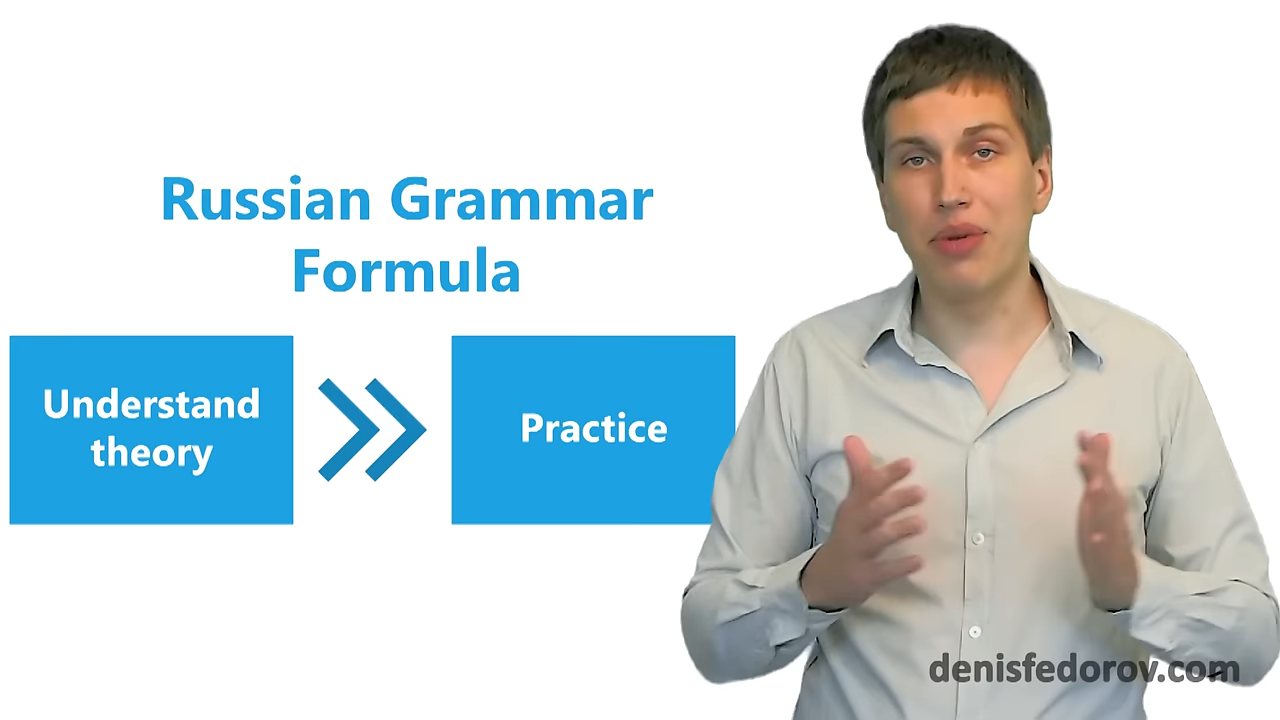 Russian Grammar
Formula
Understand
theory
Practice
denisfedorov.com